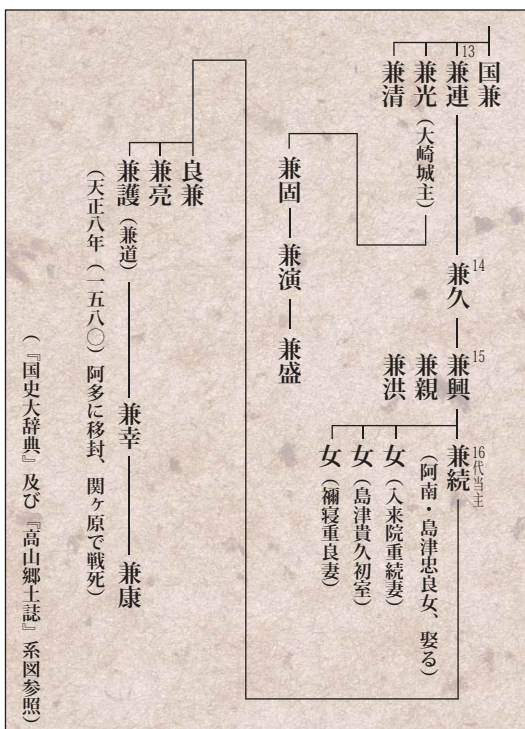 国兼
13
兼連
兼光（大崎城主）
兼清
兼固
兼演
兼盛
14
兼久
15
兼興
兼親
兼洪
16代当主
兼続
（阿南・島津忠良女、娶る）
女（入来院重続妻）
女（島津貴久初室）
女（禰寝重良妻）
良兼
兼亮
兼護（兼道）
（天正八年（一五八〇）阿多に移封、関ヶ原で戦死）
兼幸
兼康
（『国史大辞典』及び『高山郷土誌』系図参照）